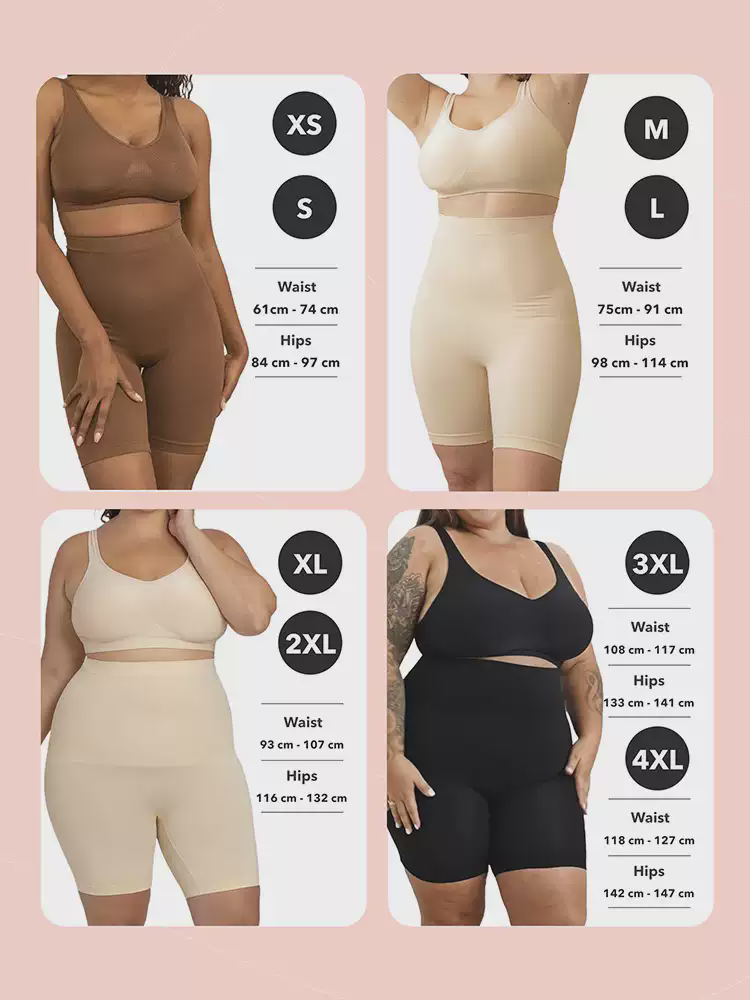 XS
S
Waist
61cm - 74 cm
Hips
84 cm - 97 cm
M
L
Waist
75cm - 91 cm
Hips
98 cm - 114 cm
XL
2XL
Waist
93 cm - 107 cm
Hips
116 cm - 132 cm
3XL
Waist
108 cm - 117 cm
Hips
133 cm - 141 cm
4XL
Waist
118 cm - 127 cm
Hips
142 cm - 147 cm